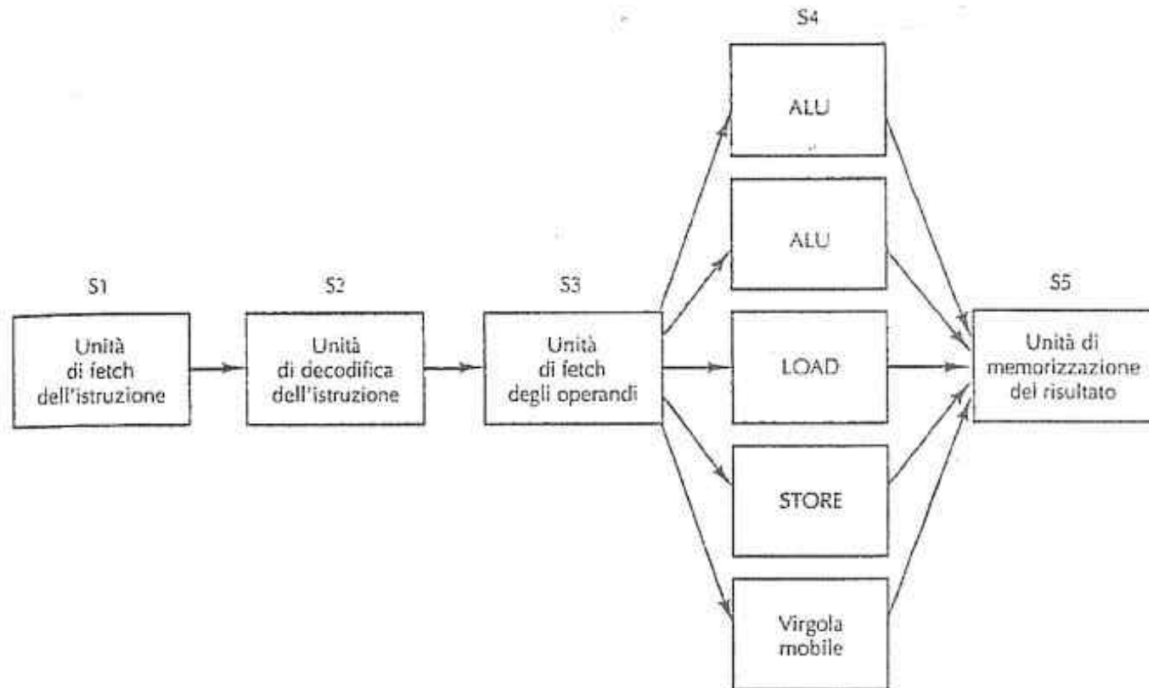 S4
ALU
ALU
S1
S2
S3
S5
Unità
di fetch
dell'istruzione
Unità
di decodifica
dell'istruzione
Unità
di fetch
degli operandi
LOAD
Unità di
memorizzazione
del risultato
STORE
Virgola
mobile